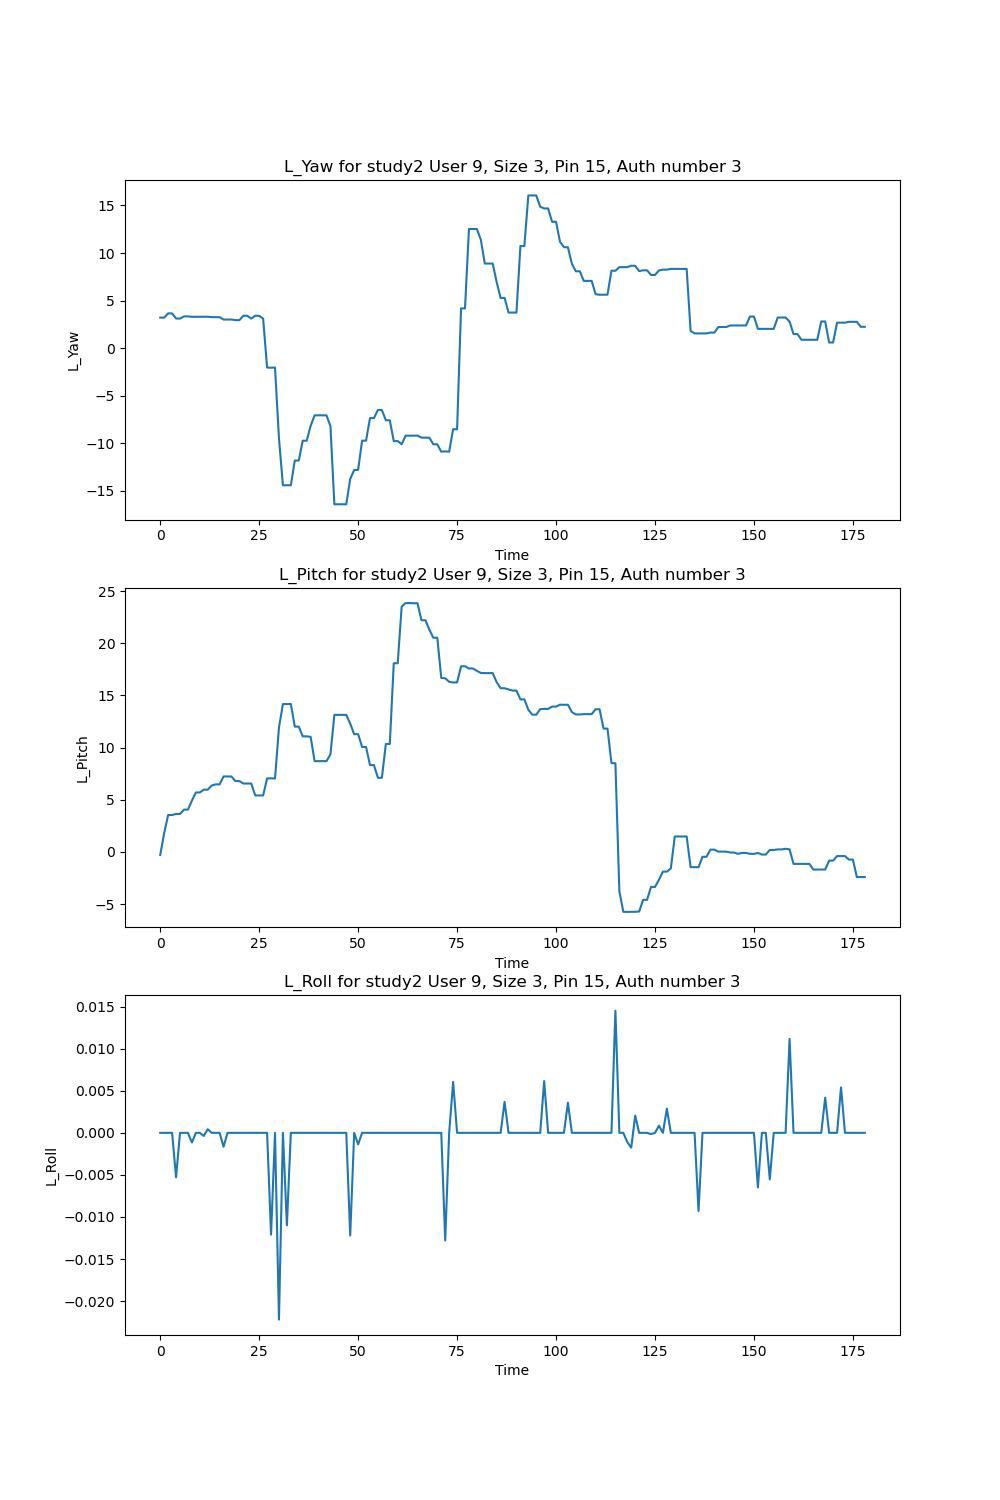 L_Yaw for study2 User 9, Size 3, Pin 15, Auth number 3
15
10
5
0
−5
−10
−15
L_Yaw
0 25 50 75 100 125 150 175
Time
L_Pitch for study2 User 9, Size 3, Pin 15, Auth number 3
25
20
15
10
5
0
−5
L_Pitch
0 25 50 75 100 125 150 175
Time
L_Roll for study2 User 9, Size 3, Pin 15, Auth number 3
0.015
0.010
0.005
0.000
−0.005
−0.010
−0.015
−0.020
L_Roll
0 25 50 75 100 125 150 175
Time